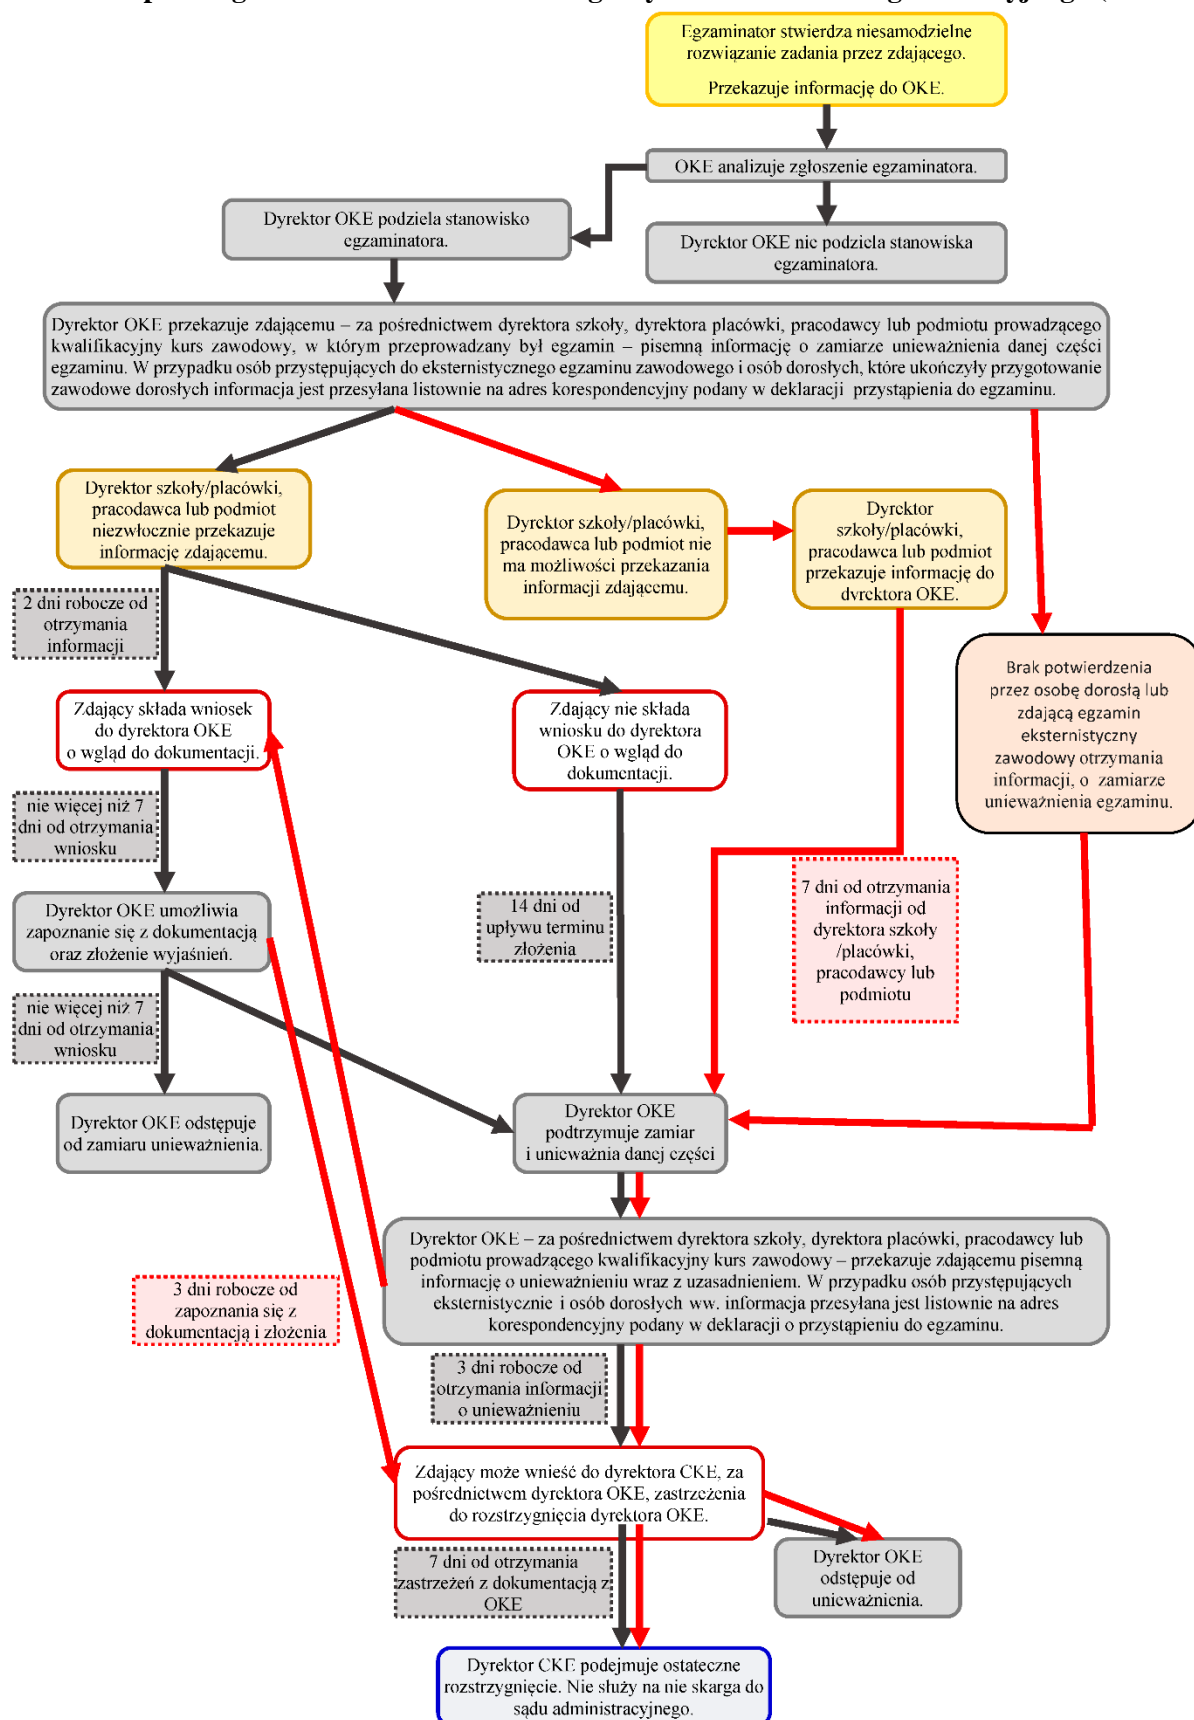 Egzaminator stwierdza niesamodzielne
rozwiązanie zadania przez zdającego.
Przekazuje informację do OKE.
OKE analizuje zgłoszenie egzaminatora.
Dyrektor OKE podziela stanowisko
egzaminatora.
Dyrektor OKE nie podziela stanowiska
egzaminatora.
Dyrektor OKE przekazuje zdającemu – za pośrednictwem dyrektora szkoły, dyrektora placówki, pracodawcy lub podmiotu prowadzącego
kwalifikacyjny kurs zawodowy, w którym przeprowadzany był egzamin – pisemną informację o zamiarze unieważnienia danej części
egzaminu. W przypadku osób przystępujących do eksternistycznego egzaminu zawodowego i osób dorosłych, które ukończyły przygotowanie
zawodowe dorosłych informacja jest przesyłana listownie na adres korespondencyjny podany w deklaracji przystąpienia do egzaminu.
Dyrektor szkoły/placówki,
pracodawca lub podmiot
niezwłocznie przekazuje
informację zdającemu.
Dyrektor szkoły/placówki,
pracodawca lub podmiot nie
ma możliwości przekazania
informacji zdającemu.
Dyrektor
szkoły/placówki,
pracodawca lub podmiot
przekazuje informację do
dyrektora OKE.
2 dni robocze od
otrzymania
informacji
Brak potwierdzenia
przez osobę dorosłą lub
zdającą egzamin
eksternistyczny
zawodowy otrzymania
informacji, o zamiarze
unieważnienia egzaminu.
Zdający składa wniosek
do dyrektora OKE
o wgląd do dokumentacji.
Zdający nie składa
wniosku do dyrektora
OKE o wgląd do
dokumentacji.
nie więcej niż 7
dni od otrzymania
wniosku
Dyrektor OKE umożliwia
zapoznanie się z dokumentacją
oraz złożenie wyjaśnień.
14 dni od
upływu terminu
złożenia
7 dni od otrzymania
informacji od
dyrektora szkoły
/placówki,
pracodawcy lub
podmiotu
nie więcej niż 7
dni od otrzymania
wniosku
Dyrektor OKE odstępuje
od zamiaru unieważnienia.
Dyrektor OKE
podtrzymuje zamiar
i unieważnia danej części
Dyrektor OKE – za pośrednictwem dyrektora szkoły, dyrektora placówki, pracodawcy lub
podmiotu prowadzącego kwalifikacyjny kurs zawodowy – przekazuje zdającemu pisemną
informację o unieważnieniu wraz z uzasadnieniem. W przypadku osób przystępujących
eksternistycznie i osób dorosłych ww. informacja przesyłana jest listownie na adres
korespondencyjny podany w deklaracji o przystąpieniu do egzaminu.
3 dni robocze od
zapoznania się z
dokumentacją i złożenia
3 dni robocze od
otrzymania informacji
o unieważnieniu
Zdający może wnieść do dyrektora CKE, za
pośrednictwem dyrektora OKE, zastrzeżenia
do rozstrzygnięcia dyrektora OKE.
7 dni od otrzymania
zastrzeżeń z dokumentacją z
OKE
Dyrektor OKE
odstępuje od
unieważnienia.
Dyrektor CKE podejmuje ostateczne
rozstrzygnięcie. Nie służy na nie skarga do
sądu administracyjnego.